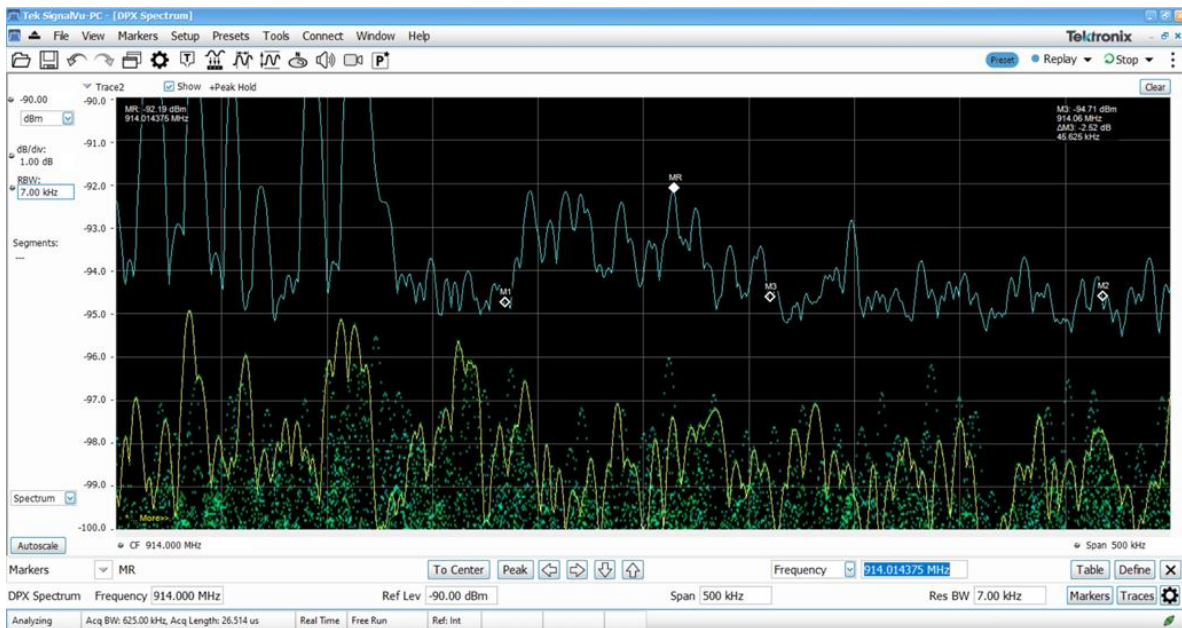 Tek SignalVu-PC - [DPX Spectrum]
File View Markers Setup Presets Tools Connect Window Help
Tektronix
Preset Replay Stop
Trace2 Show +Peak Hold Clear
-90.00
dBm
dB/div:
1.00 dB
RBW:
7.00 kHz
Segments:
---
Spectrum
Autoscale
-90.0
-91.0
-92.0
-93.0
-94.0
-95.0
-96.0
-97.0
-98.0
-99.0
-100.0
MR: -92.19 dBm
914.014375 MHz
M3: -94.71 dBm
914.06 MHz
ΔM3: -2.52 dB
45.625 kHz
MR
M1
M3
M2
More>>
CF 914.000 MHz
Span 500 kHz
Markers MR To Center Peak Frequency 914.014375 MHz Table Define
DPX Spectrum Frequency 914.000 MHz Ref Lev -90.00 dBm Span 500 kHz Res BW 7.00 kHz Markers Traces
Analyzing Acq BW: 625.00 kHz, Acq Length: 26.514 us Real Time Free Run Ref: Int